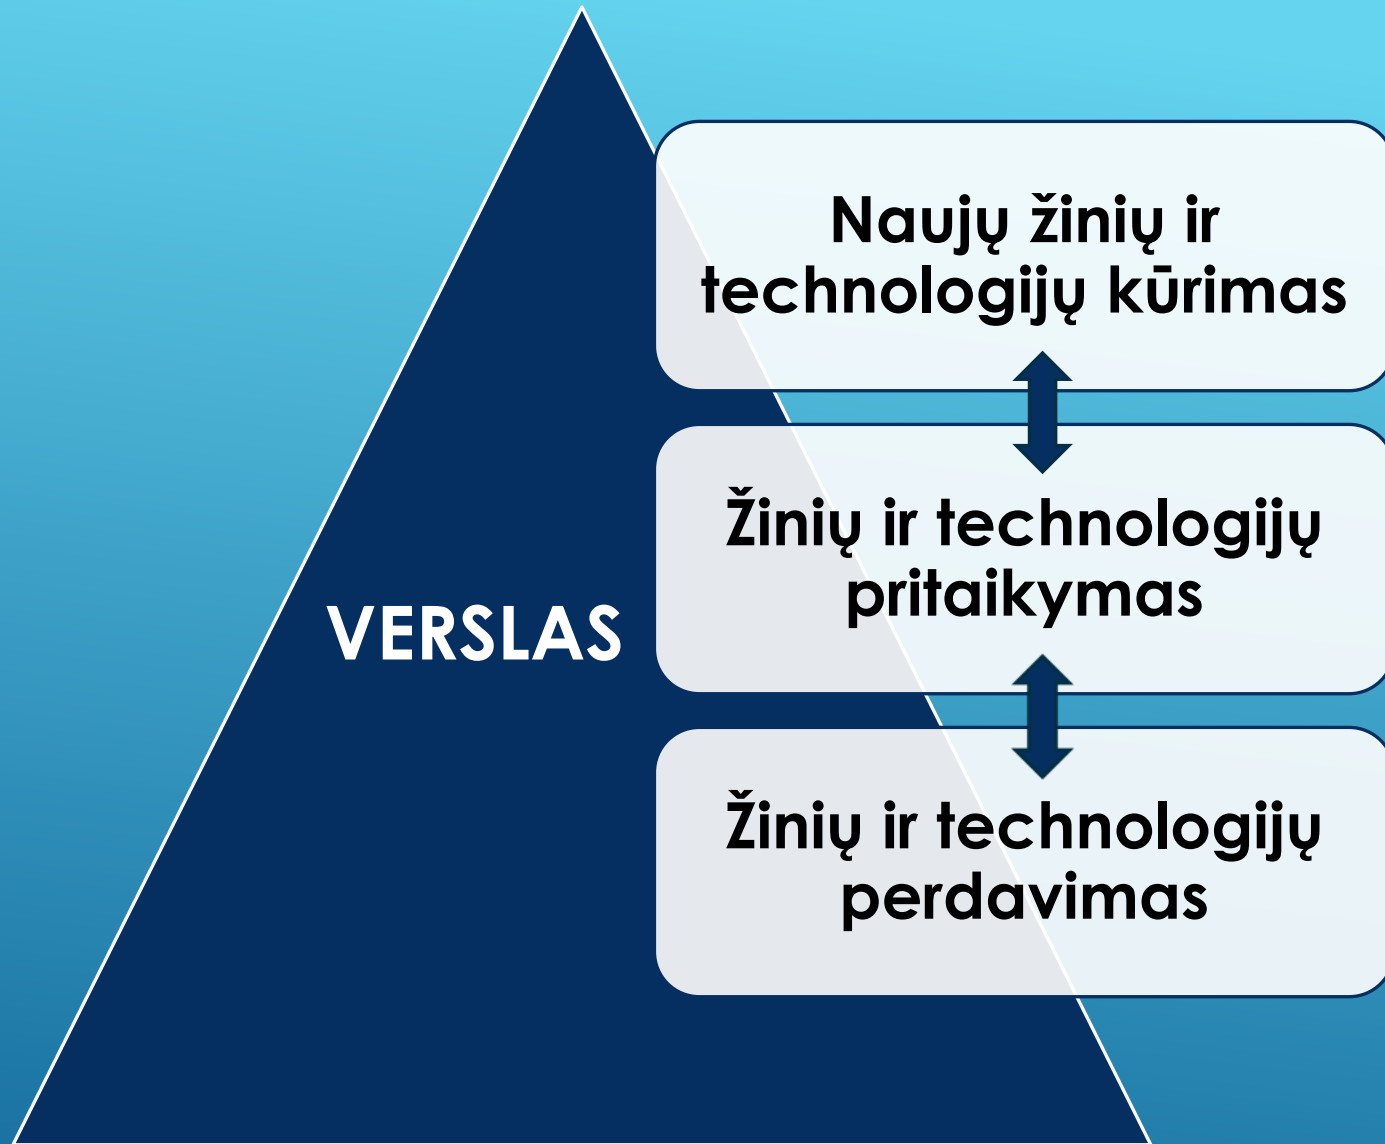 Naujų žinių ir
technologijų kūrimas
Žinių ir technologijų
pritaikymas
VERSLAS
Žinių ir technologijų
perdavimas